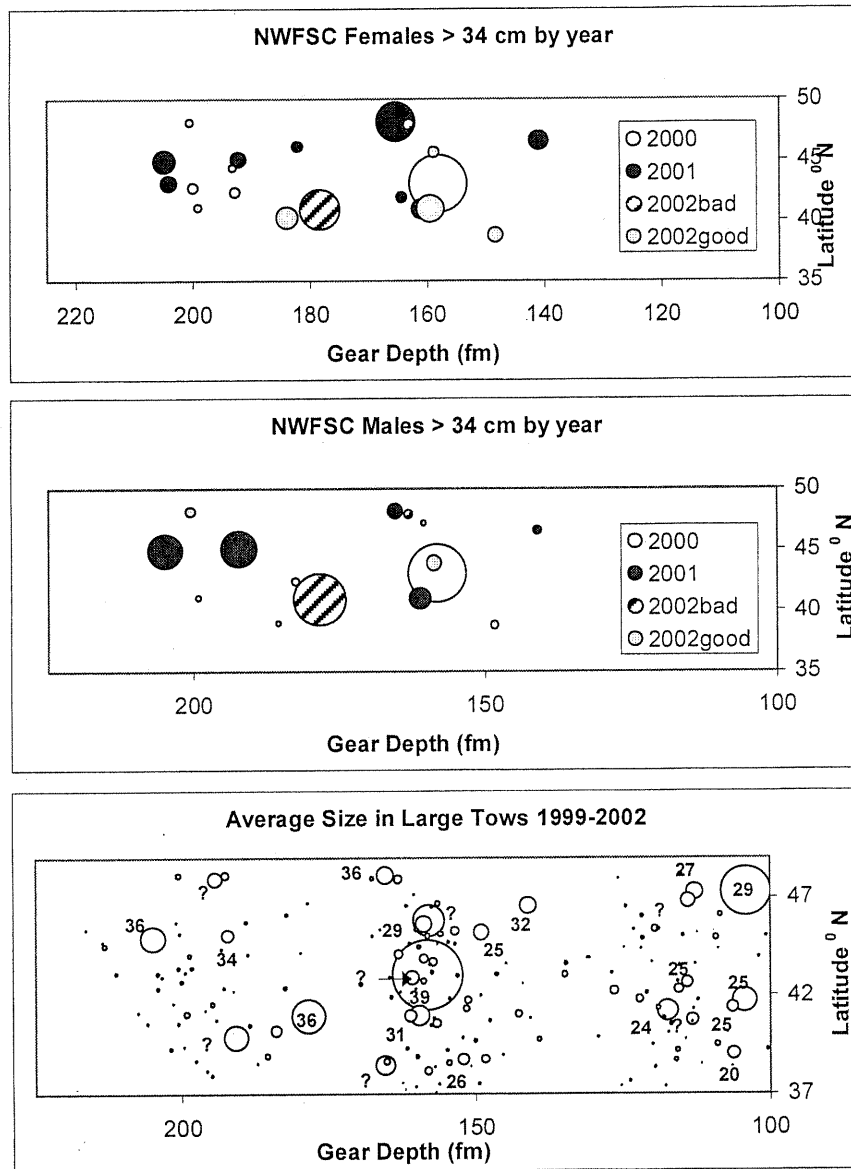 NWFSC Females > 34 cm by year
50
45
40
35
Latitude ⁰ N
2000
2001
2002bad
2002good
220 200 180 160 140 120 100
Gear Depth (fm)
NWFSC Males > 34 cm by year
50
45
40
35
Latitude ⁰ N
2000
2001
2002bad
2002good
200 150 100
Gear Depth (fm)
Average Size in Large Tows 1999-2002
36 27
? 29 47
36 29 ? 32 ?
34 25
? 25
39 25 42
36 24 ? 25
? 31
? 26 20
37
Latitude ⁰ N
200 150 100
Gear Depth (fm)